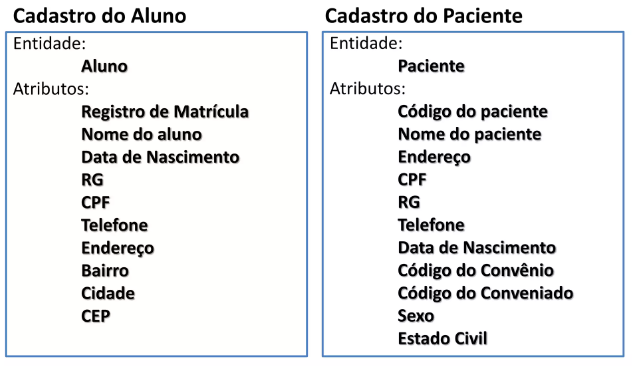 Cadastro do Aluno
Entidade:
Aluno
Atributos:
Registro de Matrícula
Nome do aluno
Data de Nascimento
RG
CPF
Telefone
Endereço
Bairro
Cidade
CEP
Cadastro do Paciente
Entidade:
Paciente
Atributos:
Código do paciente
Nome do paciente
Endereço
CPF
RG
Telefone
Data de Nascimento
Código do Convênio
Código do Conveniado
Sexo
Estado Civil